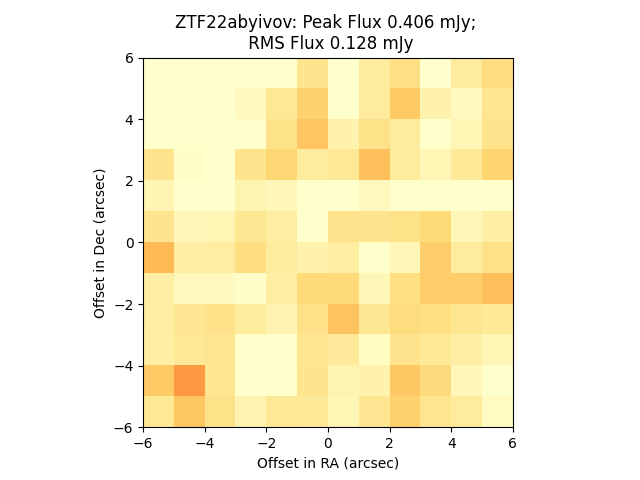 ZTF22abyivov: Peak Flux 0.406 mJy;
RMS Flux 0.128 mJy
6
4
2
0
−2
−4
−6
Offset in Dec (arcsec)
−6 −4 −2 0 2 4 6
Offset in RA (arcsec)